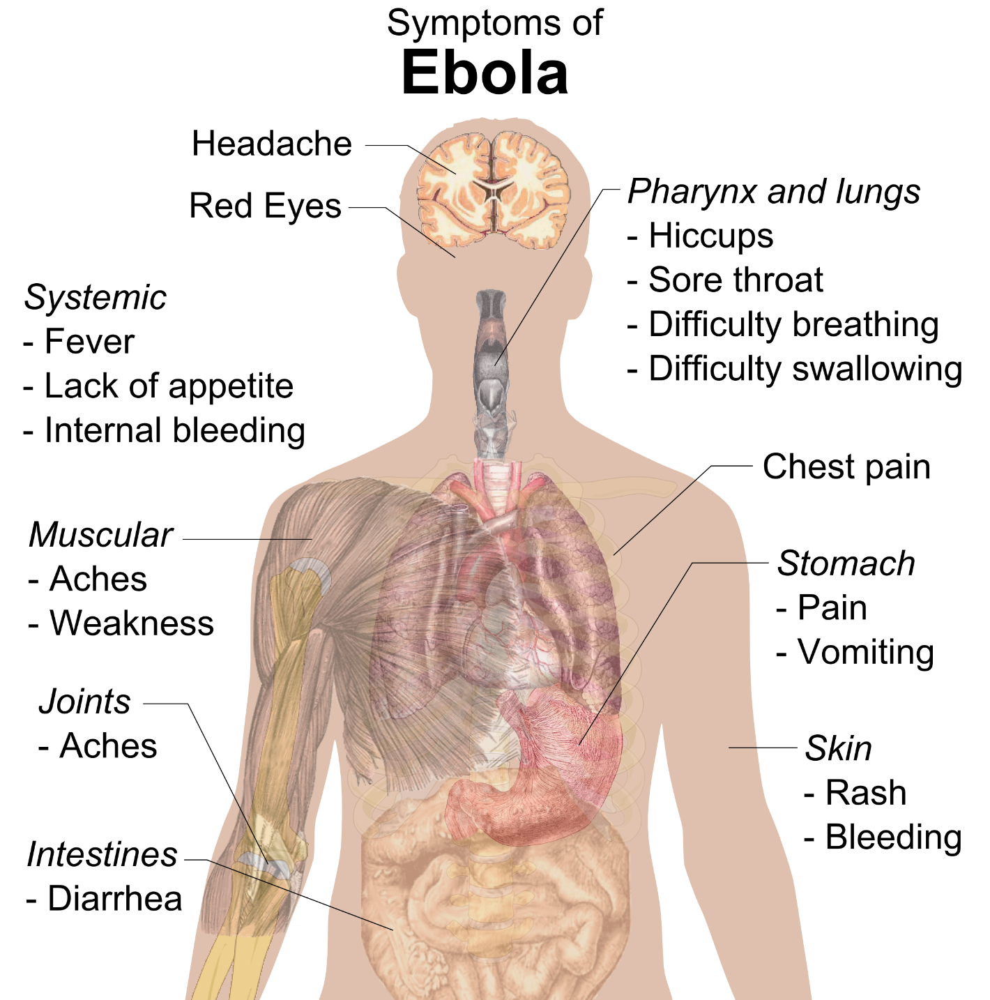 Symptoms of
Ebola
Headache
Red Eyes
Systemic
- Fever
- Lack of appetite
- Internal bleeding
Muscular
- Aches
- Weakness
Joints
- Aches
Intestines
- Diarrhea
Pharynx and lungs
- Hiccups
- Sore throat
- Difficulty breathing
- Difficulty swallowing
Chest pain
Stomach
- Pain
- Vomiting
Skin
- Rash
- Bleeding